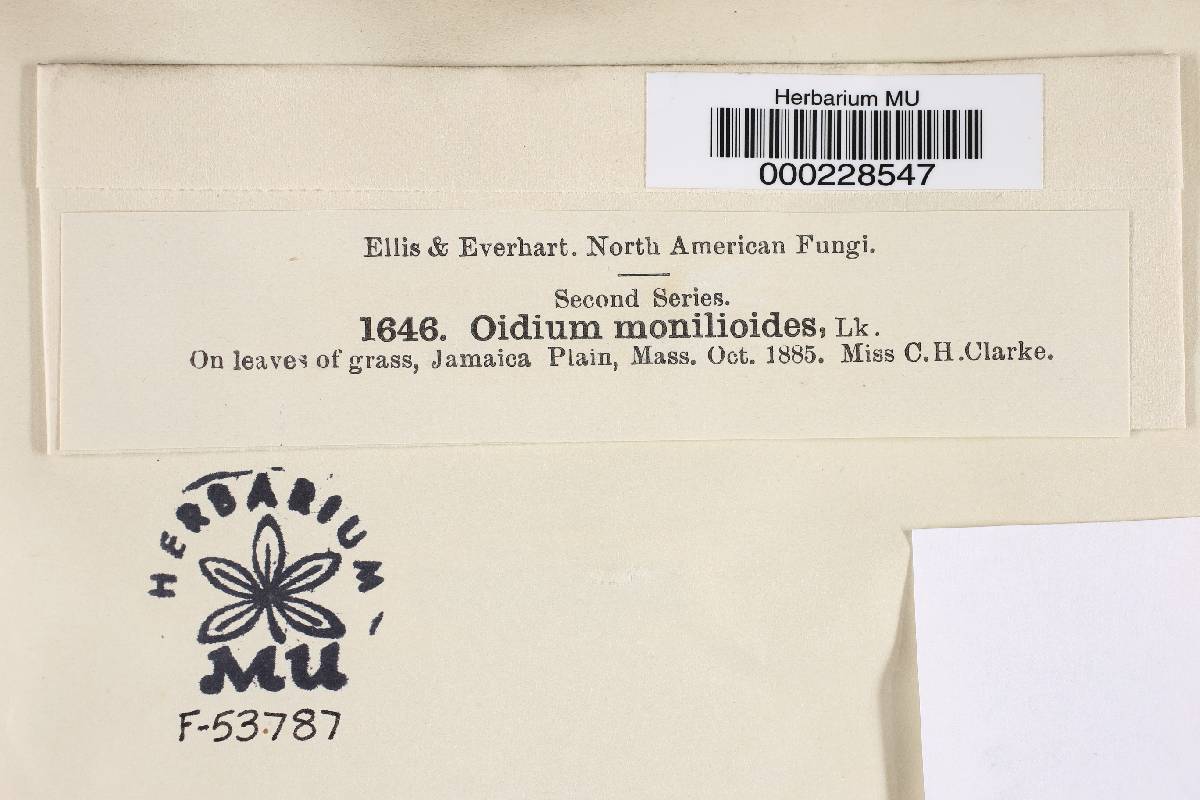 Herbarium MU
000228547
Ellis & Everhart. North American Fungi.
Second Series.
1646. Oidium monilioides, Lk.
On leaves of grass, Jamaica Plain, Mass. Oct. 1885. Miss C.H.Clarke.
HERBARIUM
MU
F-53787